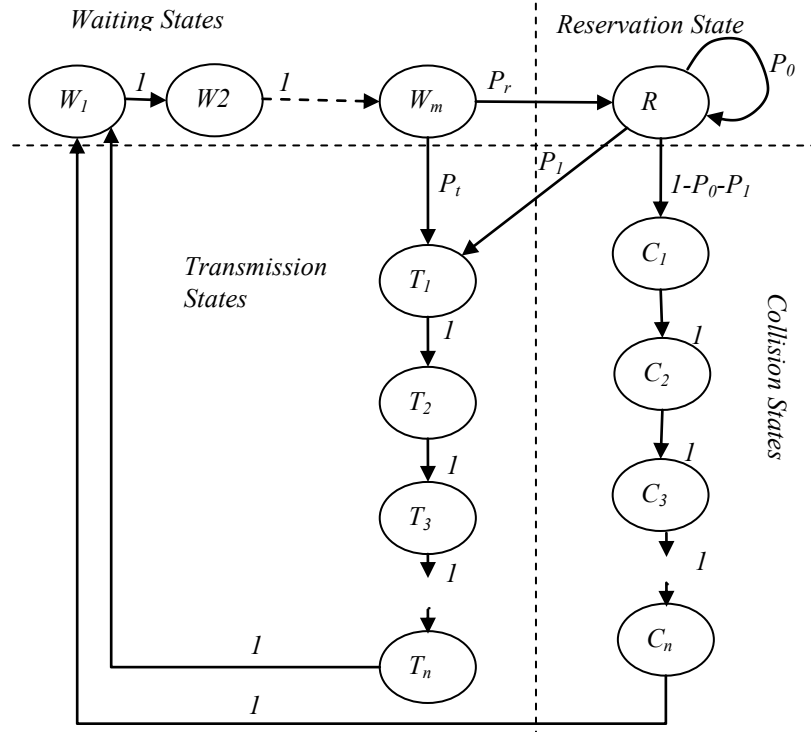 Waiting States
Reservation State
W1
1
W2
1
Wm
Pr
R
P0
Pt
P1
1-P0-P1
Transmission
States
T1
C1
1
1
T2
C2
1
1
T3
C3
1
1
Tn
Cn
1
1
Collision States